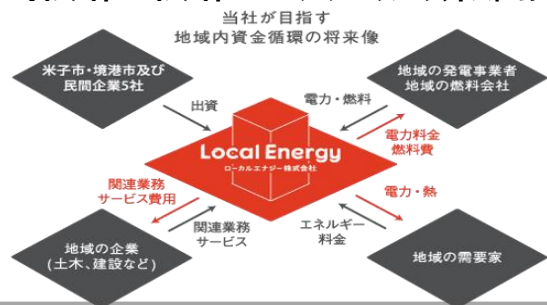 当社が目指す
地域内資金循環の将来像
米子市・境港市及び
民間企業5社
地域の発電事業者
地域の燃料会社
出資
電力・燃料
電力料金
燃料費
Local Energy
ローカルエナジー株式会社
関連業務
サービス費用
電力・熱
関連業務
サービス
エネルギー
料金
地域の企業
(土木、建設など)
地域の需要家